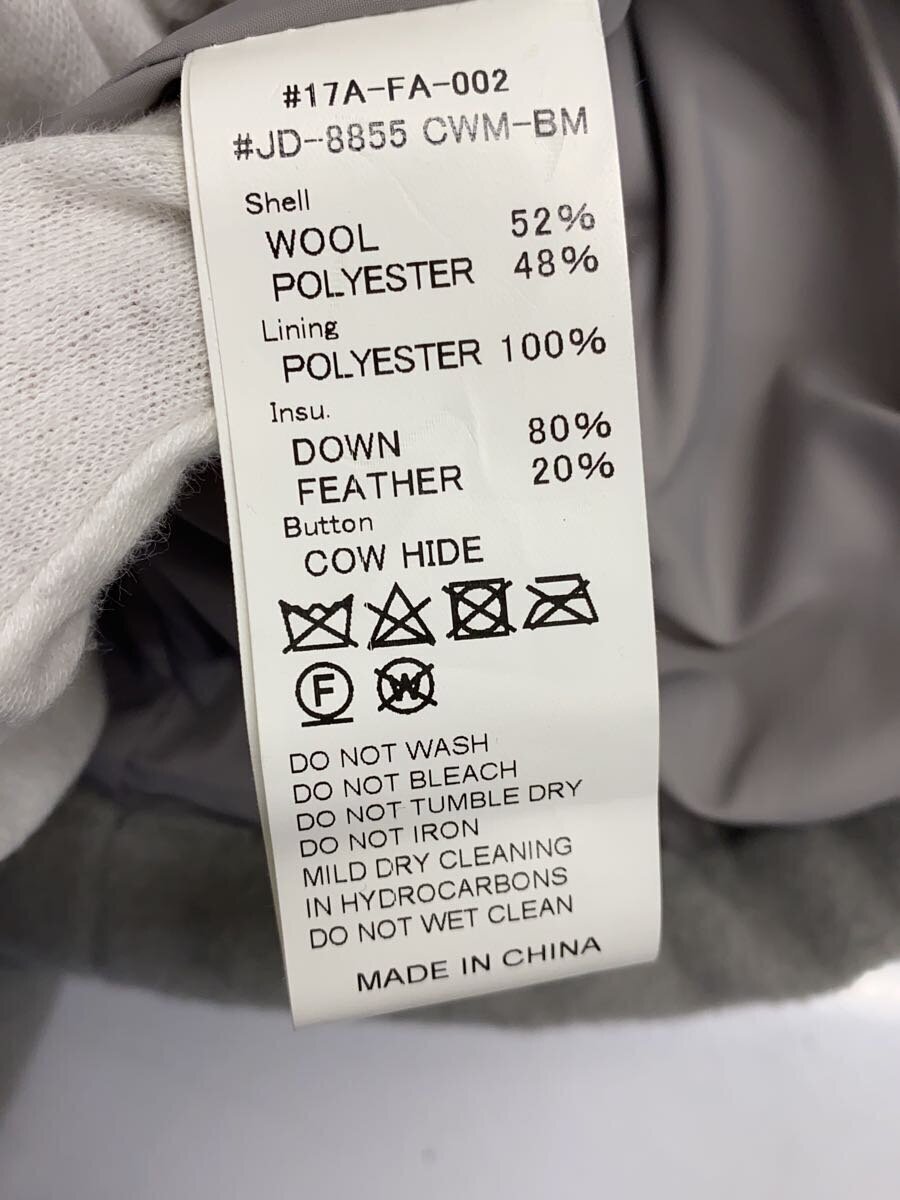 #17A-FA-002
#JD-8855 CWM-BM
Shell
WOOL 52%
POLYESTER 48%
Lining
POLYESTER 100%
Insu.
DOWN 80%
FEATHER 20%
Button
COW HIDE
F W
DO NOT WASH
DO NOT BLEACH
DO NOT TUMBLE DRY
DO NOT IRON
MILD DRY CLEANING
IN HYDROCARBONS
DO NOT WET CLEAN
MADE IN CHINA